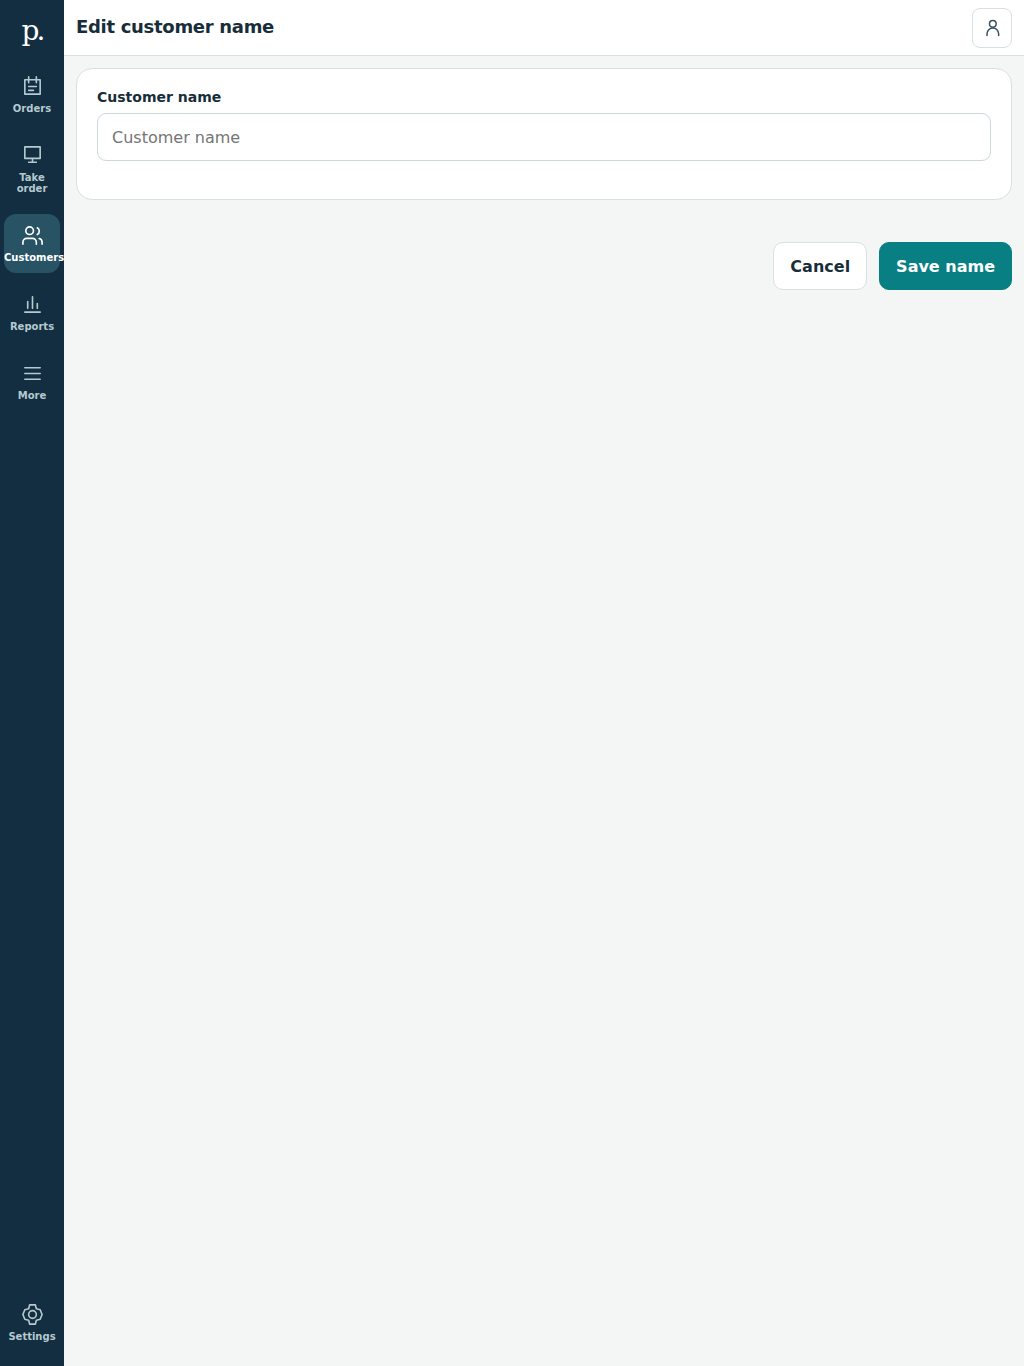 p.
Edit customer name
Orders
Take
order
Customers
Reports
More
Settings
Customer name
Customer name
Cancel
Save name